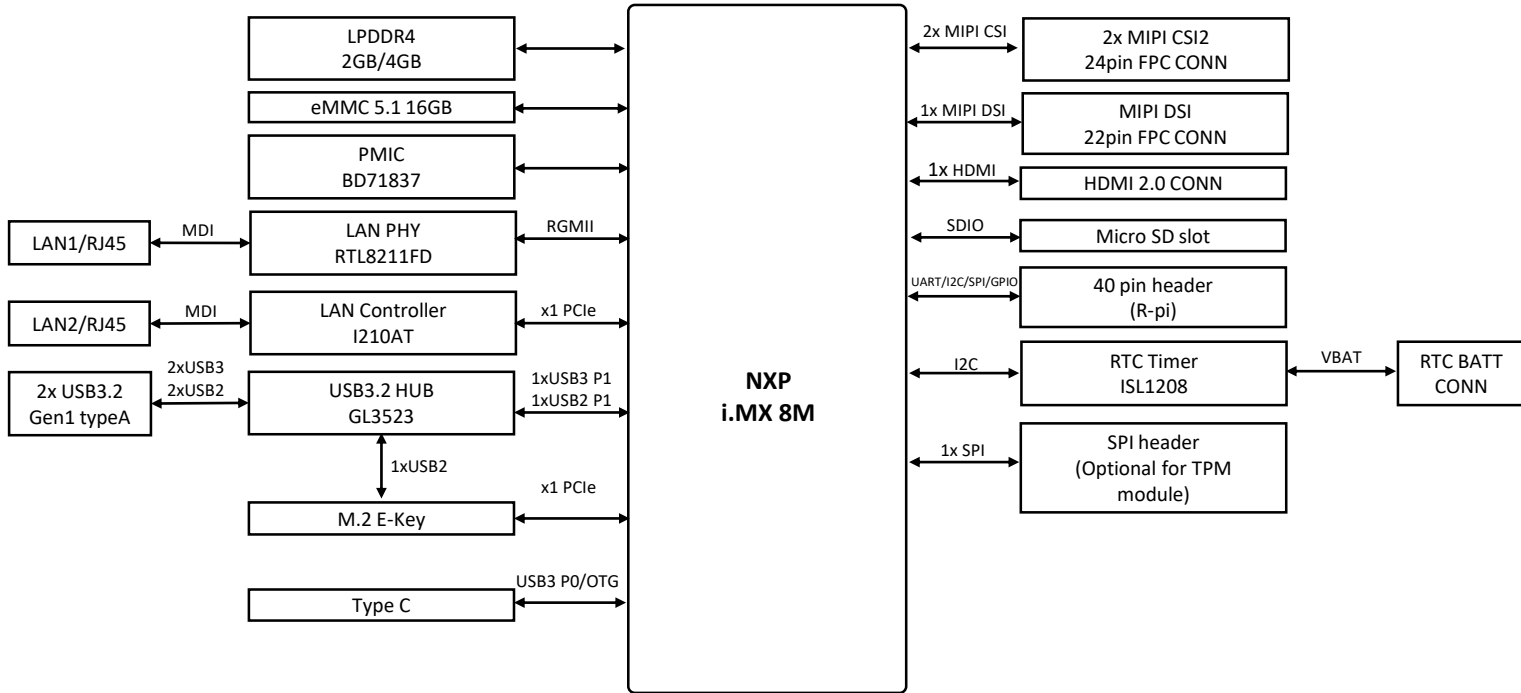 LPDDR4
2GB/4GB
eMMC 5.1 16GB
PMIC
BD71837
LAN1/RJ45
MDI
LAN PHY
RTL8211FD
RGMII
LAN2/RJ45
MDI
LAN Controller
I210AT
x1 PCIe
2x USB3.2
Gen1 typeA
2xUSB3
2xUSB2
USB3.2 HUB
GL3523
1xUSB3 P1
1xUSB2 P1
1xUSB2
M.2 E-Key
x1 PCIe
Type C
USB3 P0/OTG
NXP
i.MX 8M
2x MIPI CSI
2x MIPI CSI2
24pin FPC CONN
1x MIPI DSI
MIPI DSI
22pin FPC CONN
1x HDMI
HDMI 2.0 CONN
SDIO
Micro SD slot
UART/I2C/SPI/GPIO
40 pin header
(R-pi)
I2C
RTC Timer
ISL1208
VBAT
RTC BATT
CONN
1x SPI
SPI header
(Optional for TPM
module)